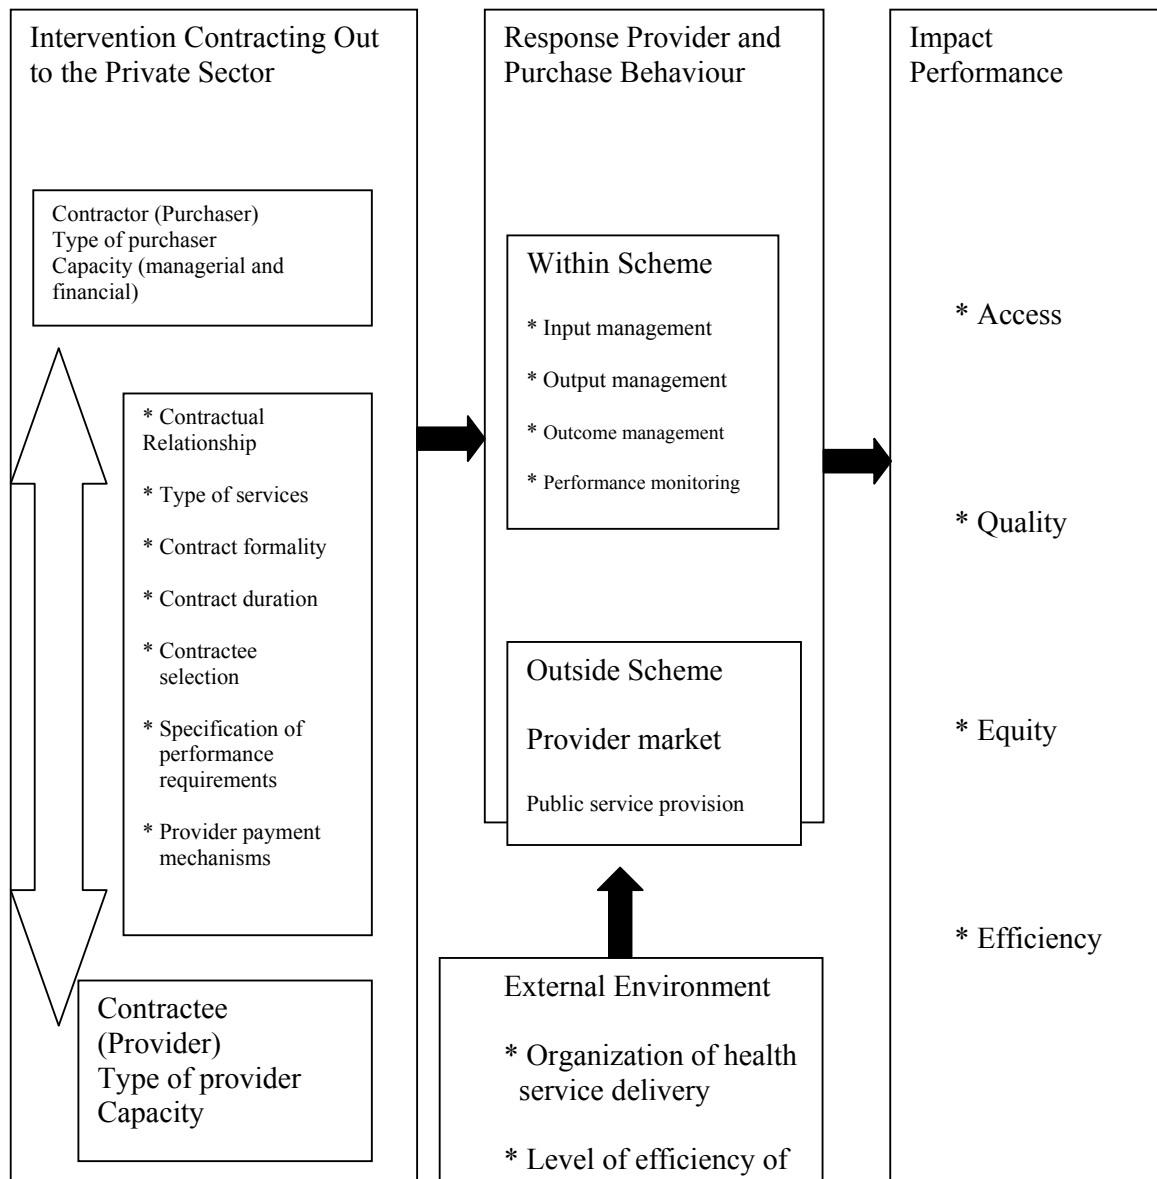 Intervention Contracting Out
to the Private Sector
Contractor (Purchaser)
Type of purchaser
Capacity (managerial and
financial)
* Contractual
Relationship
* Type of services
* Contract formality
* Contract duration
* Contractee
selection
* Specification of
performance
requirements
* Provider payment
mechanisms
Contractee
(Provider)
Type of provider
Capacity
Response Provider and
Purchase Behaviour
Within Scheme
* Input management
* Output management
* Outcome management
* Performance monitoring
Outside Scheme
Provider market
Public service provision
External Environment
* Organization of health
service delivery
* Level of efficiency of
Impact
Performance
* Access
* Quality
* Equity
* Efficiency